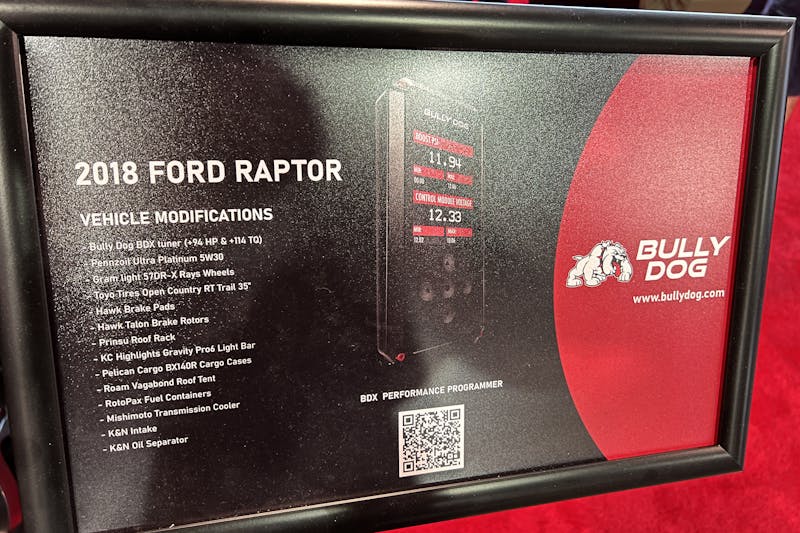 2018 FORD RAPTOR
VEHICLE MODIFICATIONS
- Bully Dog BDX tuner (+94 HP & +114 TQ)
- Pennzoil Ultra Platinum 5W30
- Gram light 57DR-X Rays Wheels
- Toyo Tires Open Country RT Trail 35"
- Hawk Brake Pads
- Hawk Talon Brake Rotors
- Prinsu Roof Rack
- KC Highlights Gravity Pro6 Light Bar
- Pelican Cargo BX140R Cargo Cases
- Roam Vagabond Roof Tent
- RotoPax Fuel Containers
- Mishimoto Transmission Cooler
- K&N Intake
- K&N Oil Separator
BULLY DOG
BOOST PSI
11.94
MIN
MAX
CONTROL MODULE VOLTAGE
12.33
MIN
MAX
BDX PERFORMANCE PROGRAMMER
BULLY
DOG
www.bullydog.com